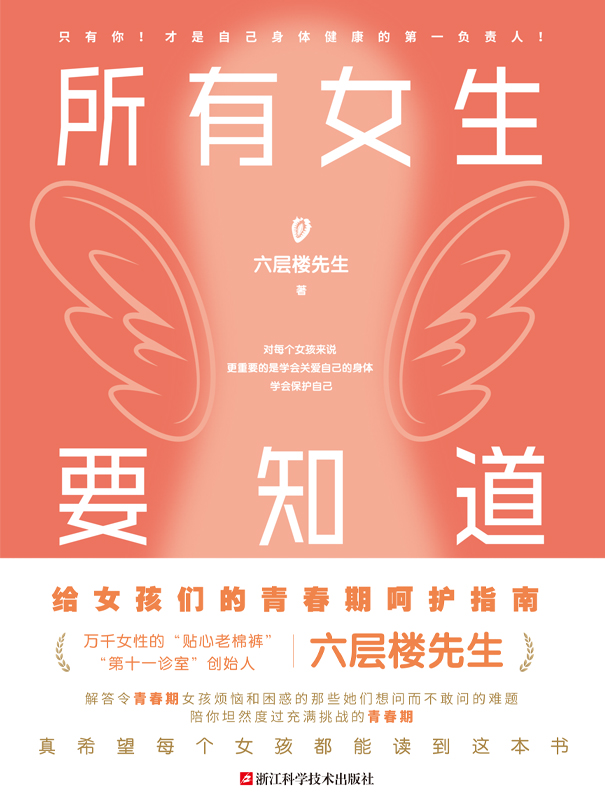 只有你！才是自己身体健康的第一负责人！
所有女生
六层楼先生
著
对每个女孩来说
更重要的是学会关爱自己的身体
学会保护自己
要知道
给女孩们的青春期呵护指南
万千女性的“贴心老棉裤”
“第十一诊室”创始人
六层楼先生
解答令青春期女孩烦恼和困惑的那些她们想问而不敢问的难题
陪你坦然度过充满挑战的青春期
真希望每个女孩都能读到这本书
浙江科学技术出版社